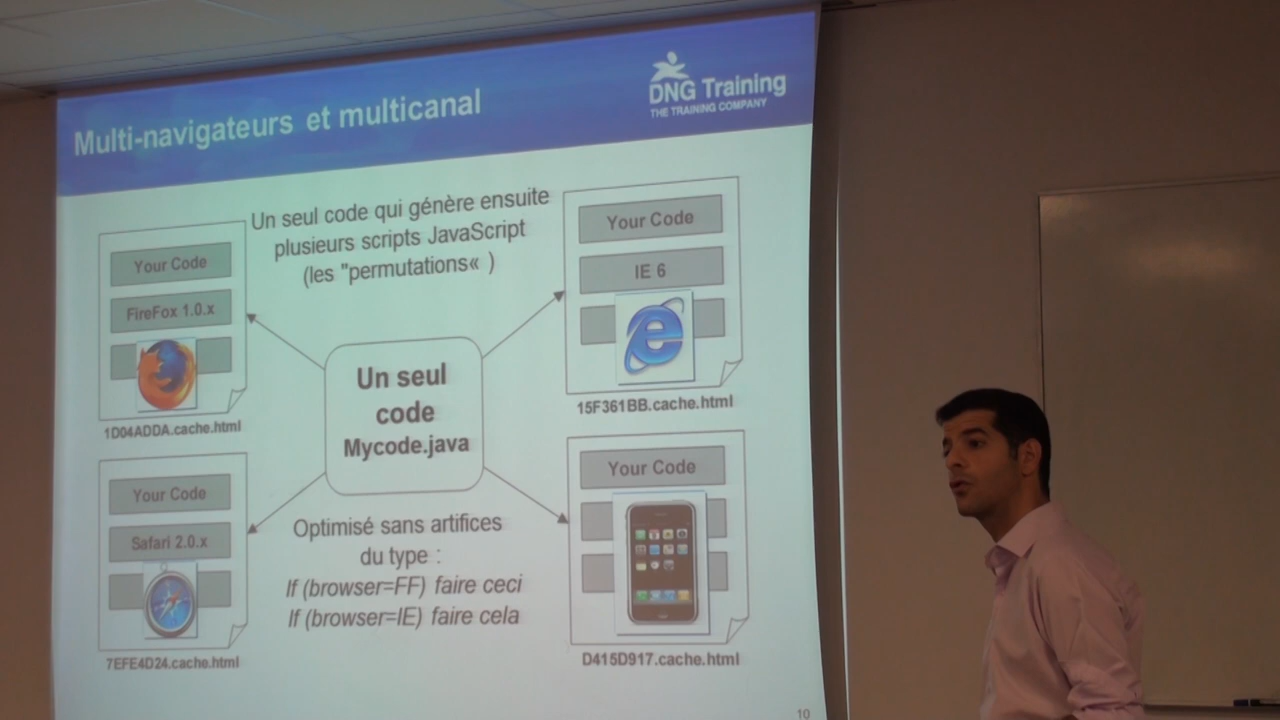 Multi-navigateurs et multicanal
DNG Training
THE TRAINING COMPANY
Un seul code qui génère ensuite
plusieurs scripts JavaScript
(les "permutations« )
Your Code
FireFox 1.0.x
1D04ADDA.cache.html
Your Code
IE 6
15F361BB.cache.html
Un seul
code
Mycode.java
Your Code
Safari 2.0.x
7EFE4D24.cache.html
Optimisé sans artifices
du type :
If (browser=FF) faire ceci
If (browser=IE) faire cela
Your Code
D415D917.cache.html
10